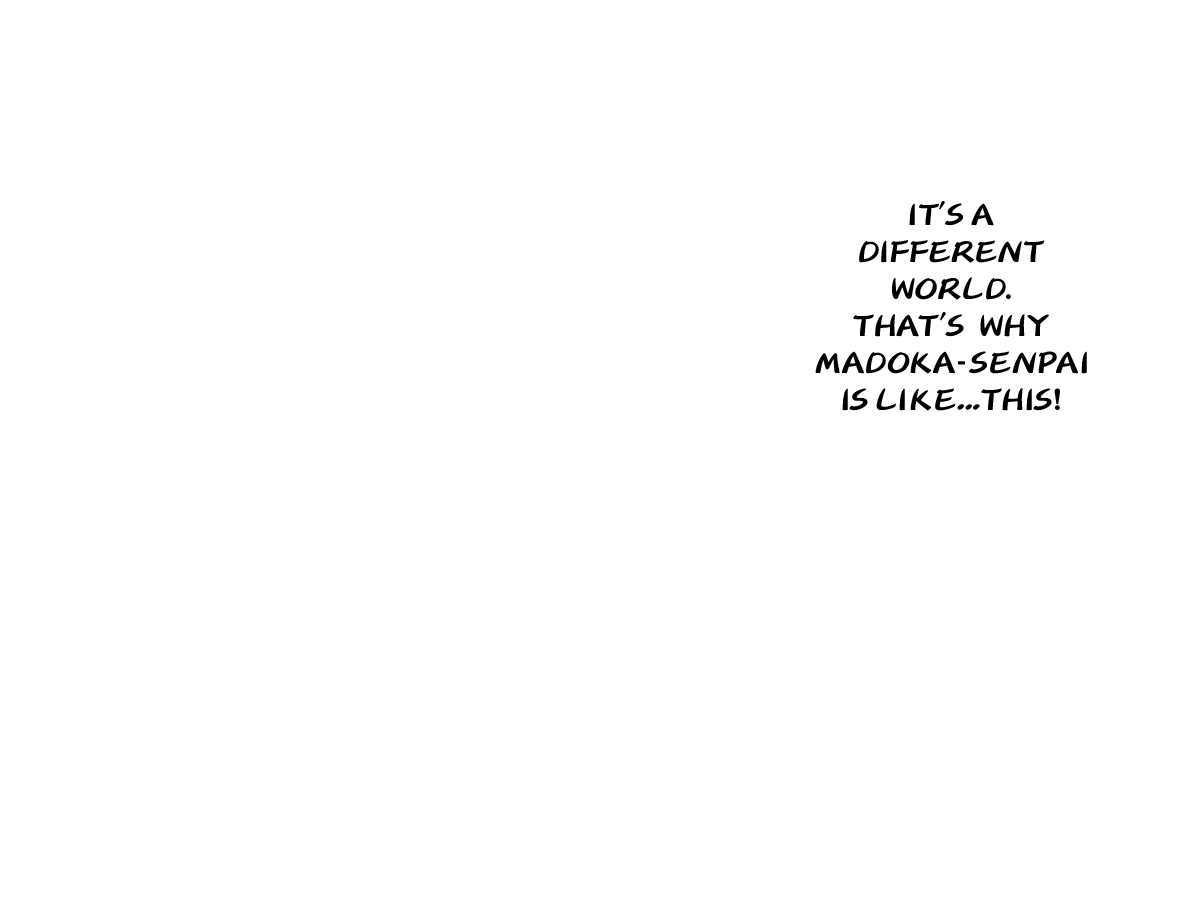 IT'S A
DIFFERENT
WORLD.
THAT'S WHY
MADOKA-SENPAI
IS LIKE...THIS!